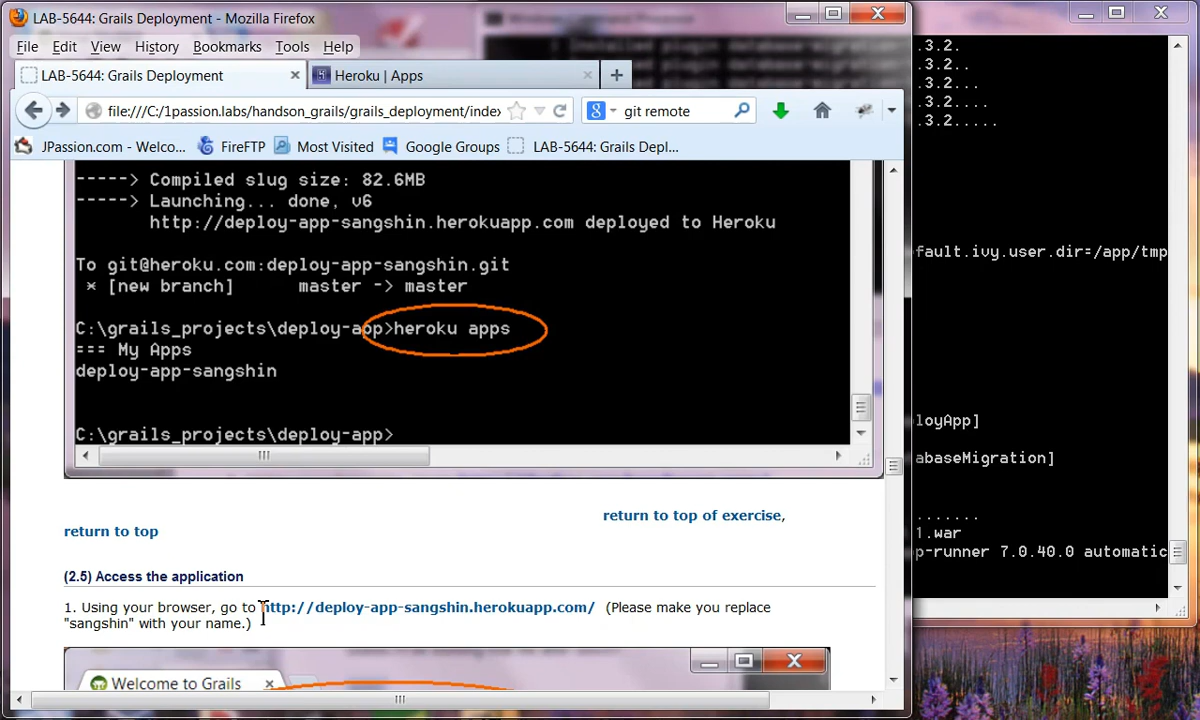 LAB-5644: Grails Deployment - Mozilla Firefox
File Edit View History Bookmarks Tools Help
LAB-5644: Grails Deployment
Heroku | Apps
file:///C:/1passion.labs/handson_grails/grails_deployment/index
git remote
JPassion.com - Welco... FireFTP Most Visited Google Groups LAB-5644: Grails Depl...
-----> Compiled slug size: 82.6MB
-----> Launching... done, v6
http://deploy-app-sangshin.herokuapp.com deployed to Heroku
To git@heroku.com:deploy-app-sangshin.git
* [new branch] master -> master
C:\grails_projects\deploy-app>heroku apps
=== My Apps
deploy-app-sangshin
C:\grails_projects\deploy-app>
return to top of exercise,
return to top
(2.5) Access the application
1. Using your browser, go to http://deploy-app-sangshin.herokuapp.com/ (Please make you replace
"sangshin" with your name.)
Welcome to Grails
.3.2.
.3.2..
.3.2...
.3.2....
.3.2.....
fault.ivy.user.dir=/app/tmp
loyApp]
abaseMigration]
.......
1.war
p-runner 7.0.40.0 automatic